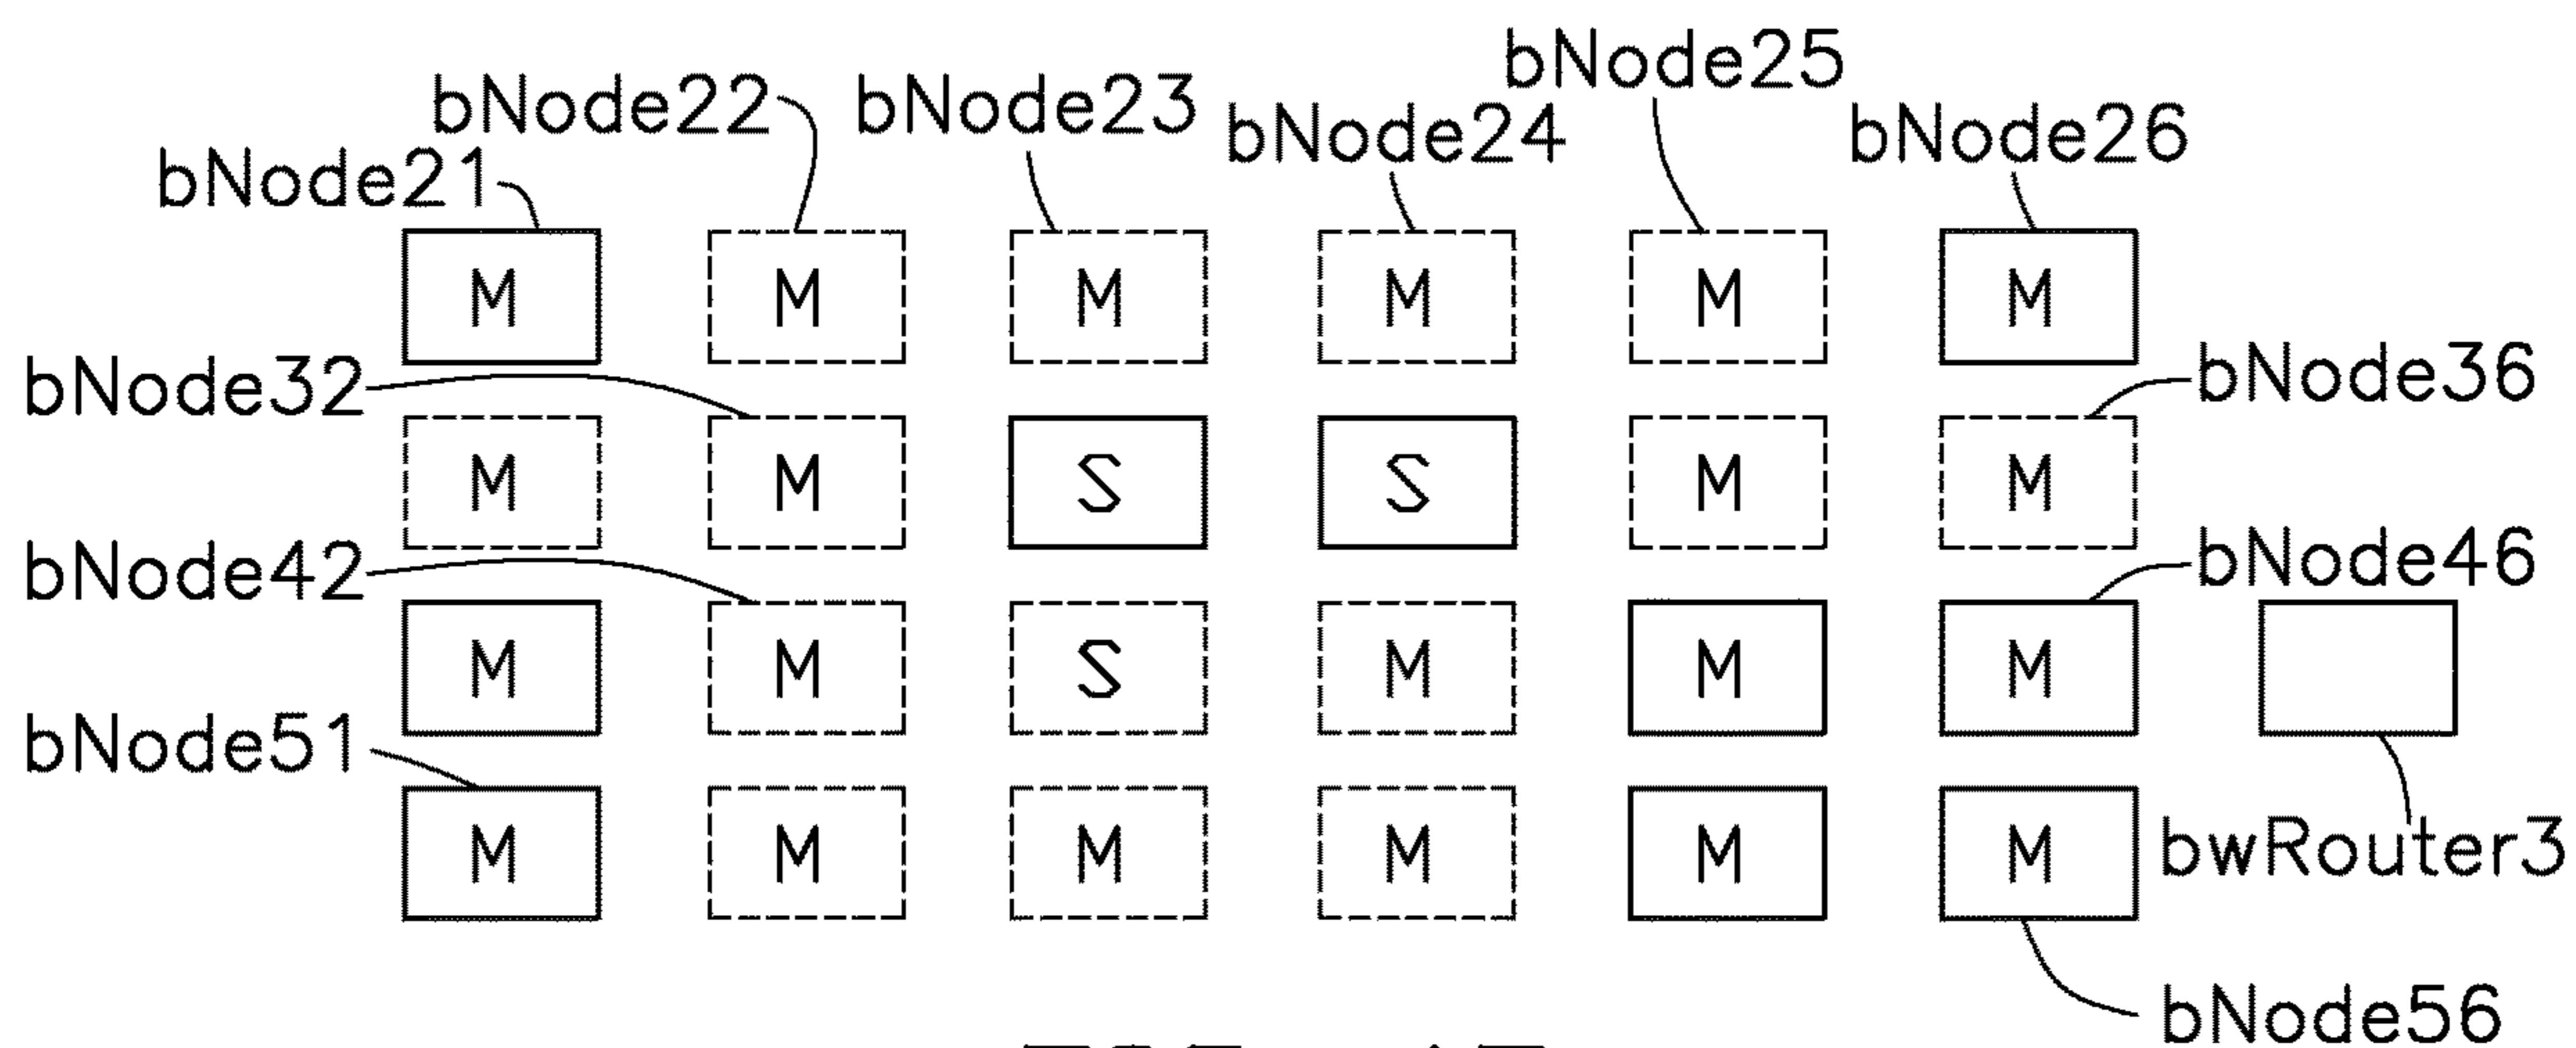 bNode25
bNode22 bNode23 bNode24 bNode26
bNode21
M M M M M M
bNode32 bNode36
M M S S M M
bNode42 bNode46
M M S M M M
bNode51
M M M M M M
bwRouter3
bNode56